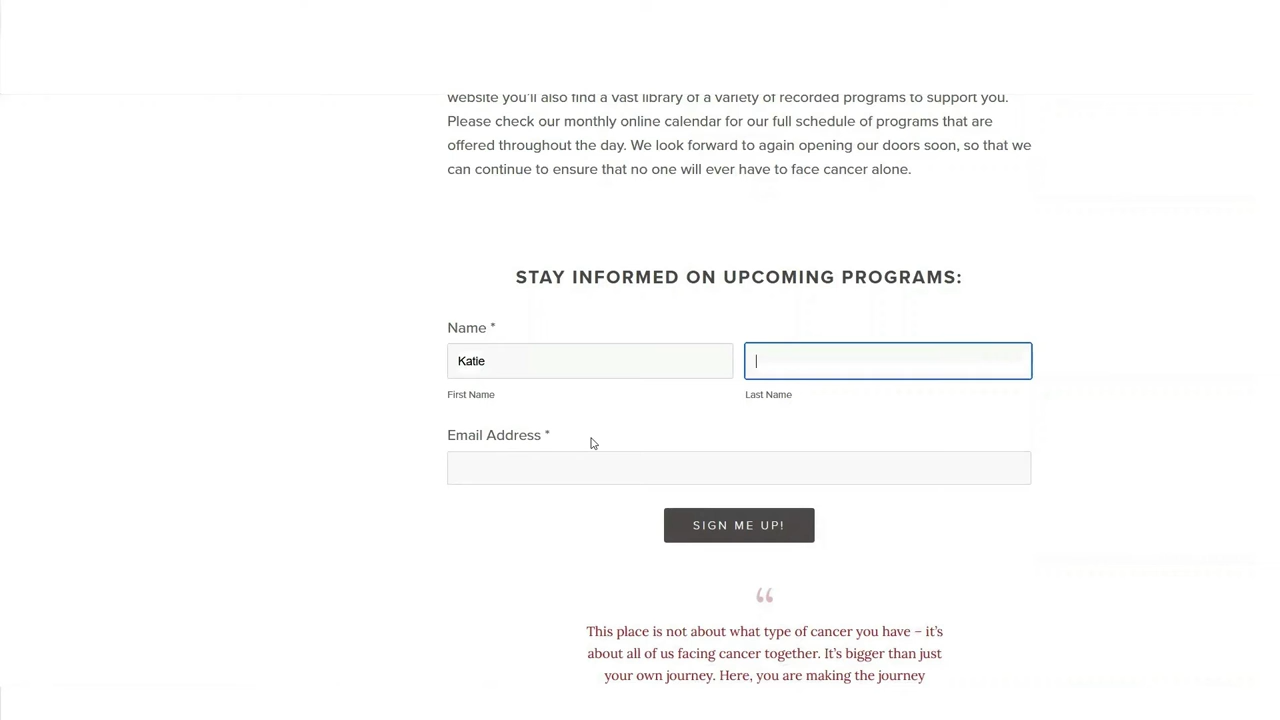 website you'll also find a vast library of a variety of recorded programs to support you.
Please check our monthly online calendar for our full schedule of programs that are
offered throughout the day. We look forward to again opening our doors soon, so that we
can continue to ensure that no one will ever have to face cancer alone.
STAY INFORMED ON UPCOMING PROGRAMS:
Name *
Katie
First Name
Last Name
Email Address *
SIGN ME UP!
“
This place is not about what type of cancer you have – it’s
about all of us facing cancer together. It’s bigger than just
your own journey. Here, you are making the journey